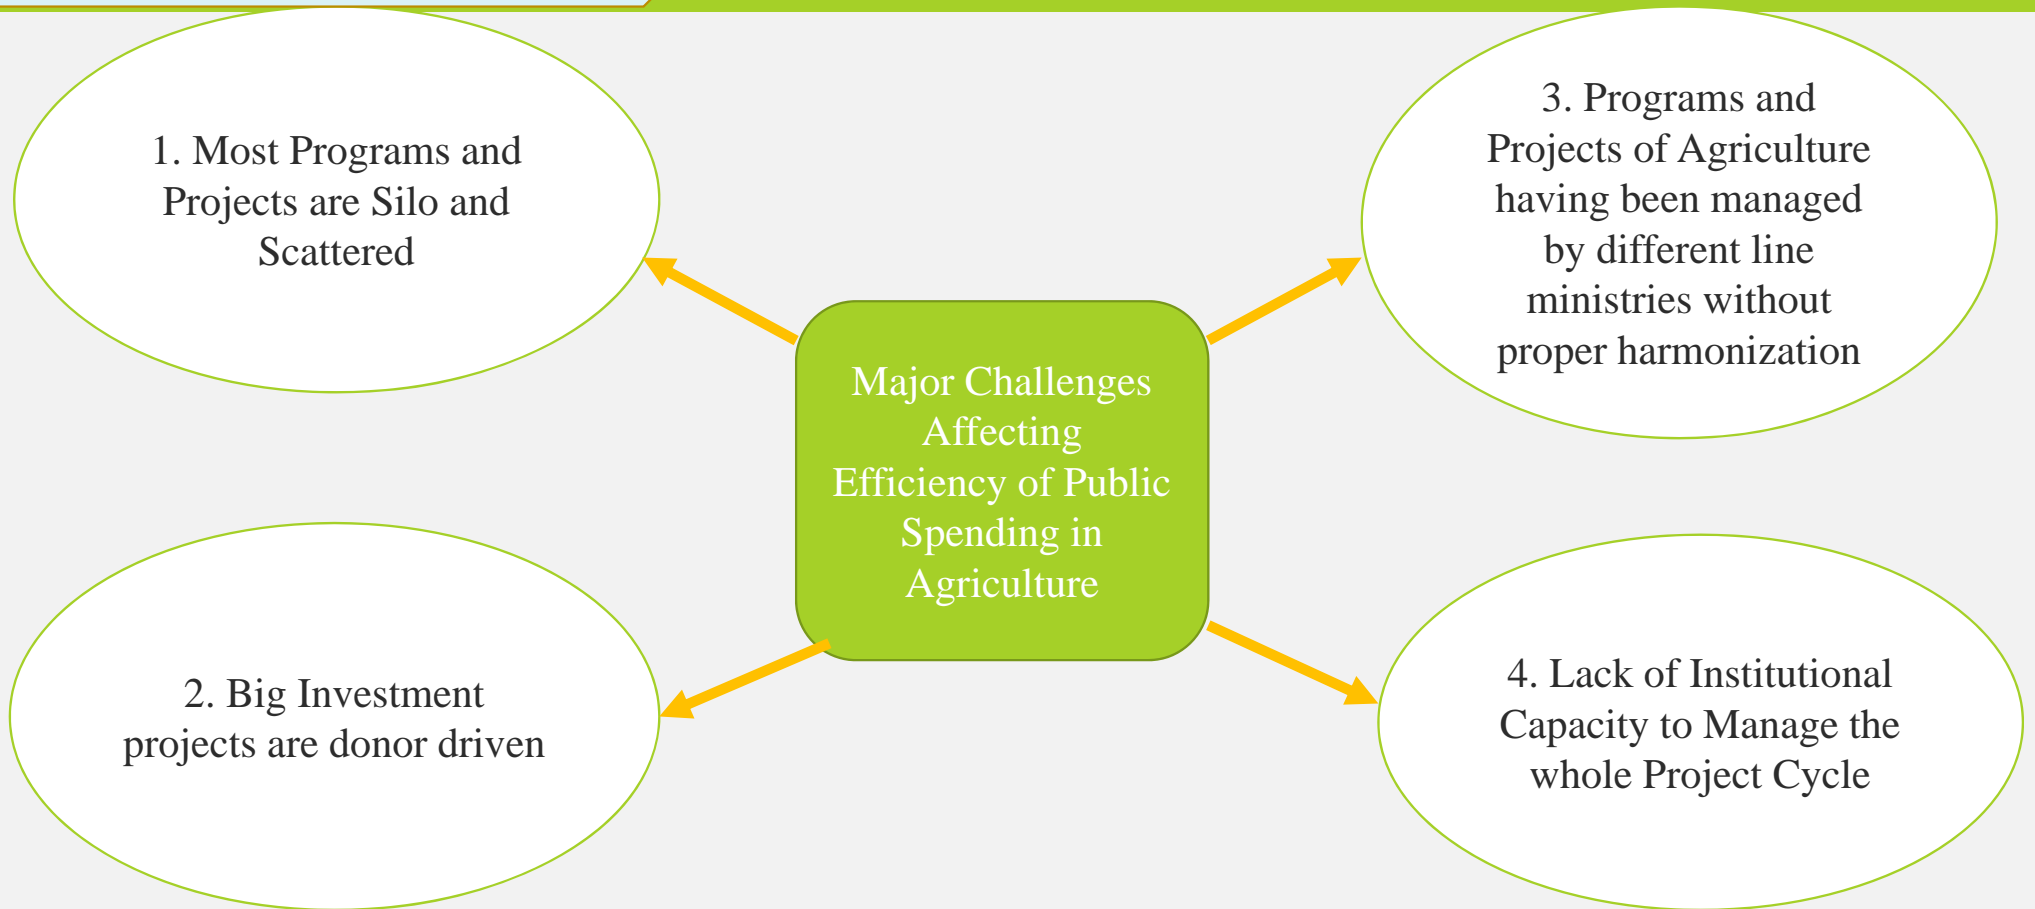 1. Most Programs and
Projects are Silo and
Scattered
2. Big Investment
projects are donor driven
Major Challenges
Affecting
Efficiency of Public
Spending in
Agriculture
3. Programs and
Projects of Agriculture
having been managed
by different line
ministries without
proper harmonization
4. Lack of Institutional
Capacity to Manage the
whole Project Cycle